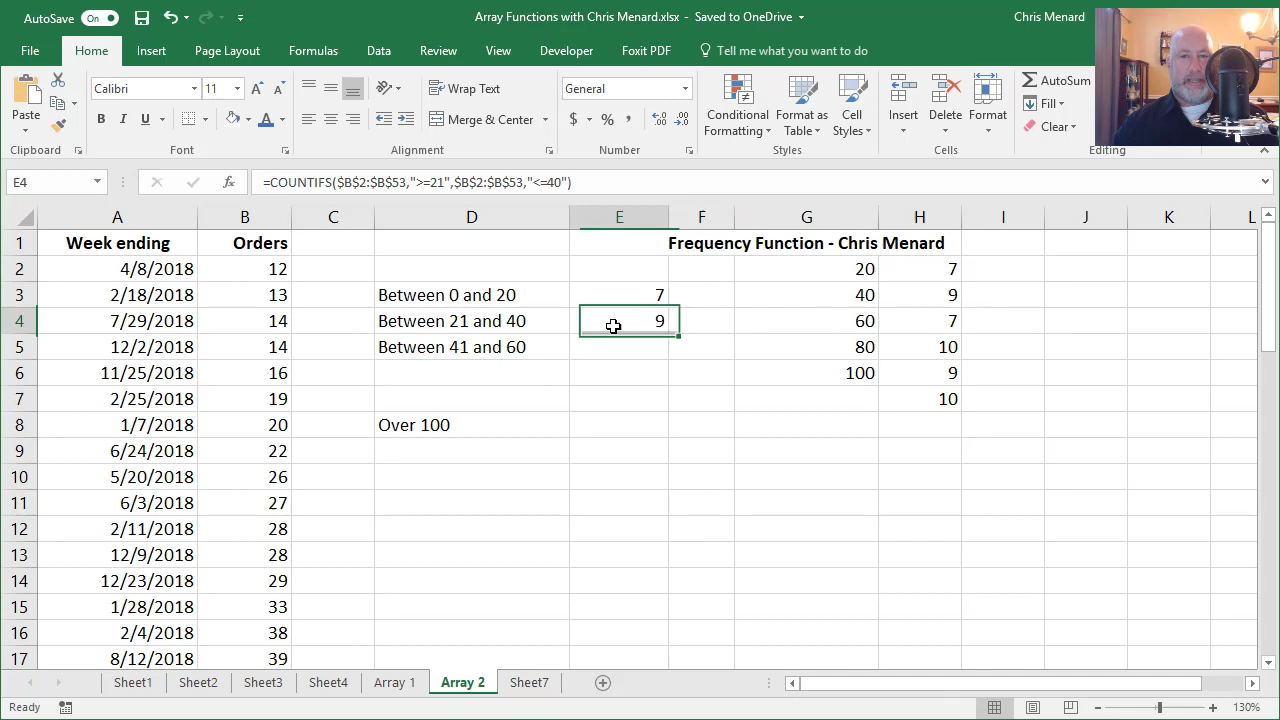 AutoSave On Array Functions with Chris Menard.xlsx - Saved to OneDrive Chris Menard
File Home Insert Page Layout Formulas Data Review View Developer Foxit PDF Tell me what you want to do
Paste Calibri 11 Wrap Text General Conditional Formatting Format as Table Cell Styles Insert Delete Format AutoSum
B I U Merge & Center $ % Fill
Clear
Clipboard Font Alignment Number Styles Cells Editing
E4 fx =COUNTIFS($B$2:$B$53,">=21",$B$2:$B$53,"<=40")
A B C D E F G H I J K L
1 Week ending Orders Frequency Function - Chris Menard
2 4/8/2018 12 20 7
3 2/18/2018 13 Between 0 and 20 7 40 9
4 7/29/2018 14 Between 21 and 40 9 60 7
5 12/2/2018 14 Between 41 and 60 80 10
6 11/25/2018 16 100 9
7 2/25/2018 19 10
8 1/7/2018 20 Over 100
9 6/24/2018 22
10 5/20/2018 26
11 6/3/2018 27
12 2/11/2018 28
13 12/9/2018 28
14 12/23/2018 29
15 1/28/2018 33
16 2/4/2018 38
17 8/12/2018 39
Sheet1 Sheet2 Sheet3 Sheet4 Array 1 Array 2 Sheet7
Ready 130%